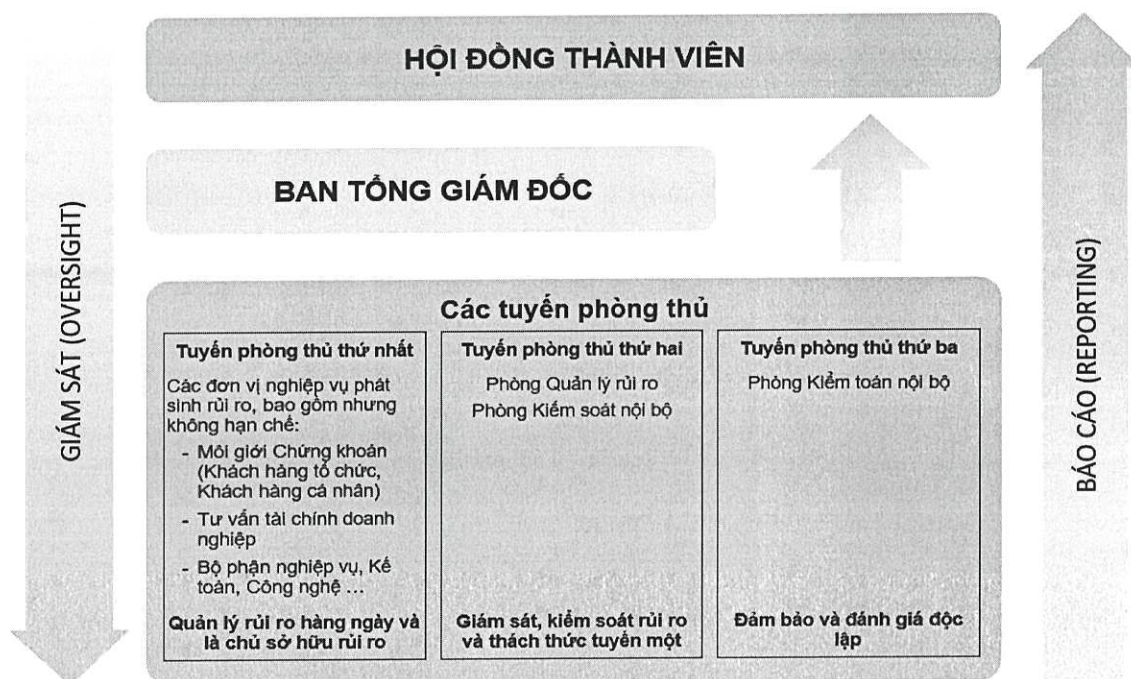 HỘI ĐỒNG THÀNH VIÊN
BAN TỔNG GIÁM ĐỐC
GIÁM SÁT (OVERSIGHT)
BÁO CÁO (REPORTING)
Các tuyến phòng thủ
Tuyến phòng thủ thứ nhất
Các đơn vị nghiệp vụ phát
sinh rủi ro, bao gồm nhưng
không hạn chế:
- Môi giới Chứng khoán
(Khách hàng tổ chức,
Khách hàng cá nhân)
- Tư vấn tài chính doanh
nghiệp
- Bộ phận nghiệp vụ, Kế
toán, Công nghệ ...
Quản lý rủi ro hàng ngày và
là chủ sở hữu rủi ro
Tuyến phòng thủ thứ hai
Phòng Quản lý rủi ro
Phòng Kiểm soát nội bộ
Giám sát, kiểm soát rủi ro
và thách thức tuyến một
Tuyến phòng thủ thứ ba
Phòng Kiểm toán nội bộ
Đảm bảo và đánh giá độc
lập